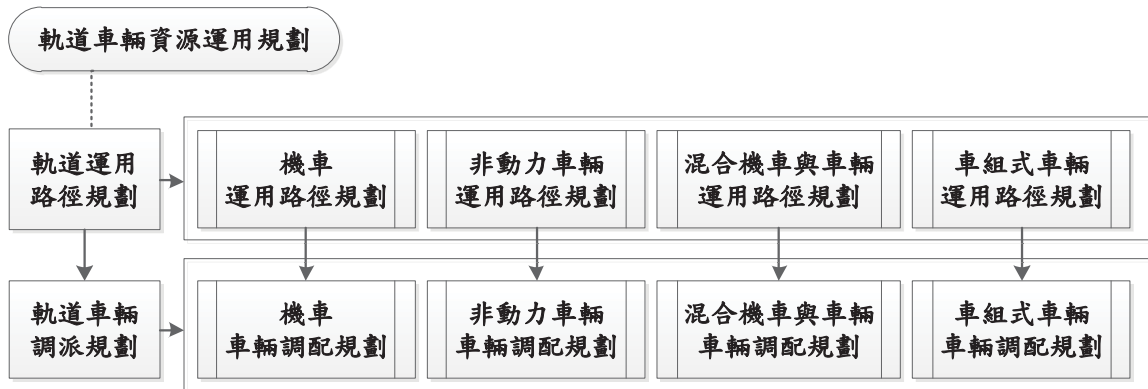 軌道車輛資源運用規劃
軌道運用
路徑規劃
機車
運用路徑規劃
非動力車輛
運用路徑規劃
混合機車與車輛
運用路徑規劃
車組式車輛
運用路徑規劃
軌道車輛
調派規劃
機車
車輛調配規劃
非動力車輛
車輛調配規劃
混合機車與車輛
車輛調配規劃
車組式車輛
車輛調配規劃